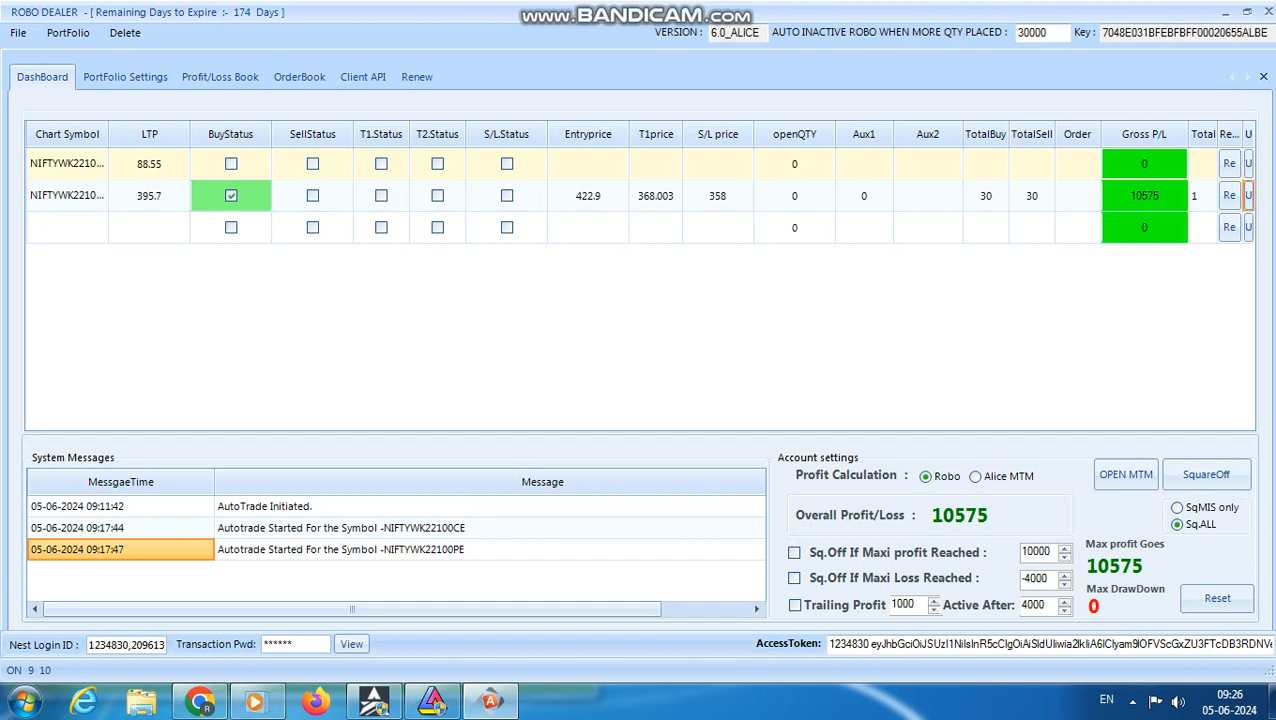 ROBO DEALER - [ Remaining Days to Expire :- 174 Days ]
www.BANDICAM.com
File PortFolio Delete
VERSION : 6.0_ALICE AUTO INACTIVE ROBO WHEN MORE QTY PLACED : 30000 Key : 7048E031BFEBFBFF00020655ALBE
DashBoard PortFolio Settings Profit/Loss Book OrderBook Client API Renew
Chart Symbol LTP BuyStatus SellStatus T1.Status T2.Status S/L.Status Entryprice T1price S/L price openQTY Aux1 Aux2 TotalBuy TotalSell Order Gross P/L Total Re... U
NIFTYWK2210... 88.55 0 0 Re U
NIFTYWK2210... 395.7 422.9 368.003 358 0 0 30 30 10575 1 Re U
0 0 Re U
System Messages
MessgaeTime Message
05-06-2024 09:11:42 AutoTrade Initiated.
05-06-2024 09:17:44 Autotrade Started For the Symbol -NIFTYWK22100CE
05-06-2024 09:17:47 Autotrade Started For the Symbol -NIFTYWK22100PE
Account settings
Profit Calculation : Robo Alice MTM OPEN MTM SquareOff
Overall Profit/Loss : 10575
SqMIS only
Sq.ALL
Sq.Off If Maxi profit Reached : 10000
Sq.Off If Maxi Loss Reached : -4000
Trailing Profit 1000 Active After: 4000
Max profit Goes
10575
Max DrawDown
0
Reset
Nest Login ID : 1234830,209613 Transaction Pwd: ****** View
AccessToken:
ON 9 10
EN
09:26
05-06-2024